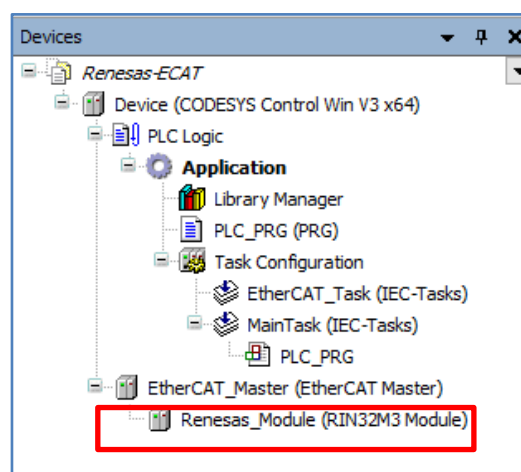 Devices
Renesas-ECAT
Device (CODESYS Control Win V3 x64)
PLC Logic
Application
Library Manager
PLC_PRG (PRG)
Task Configuration
EtherCAT_Task (IEC-Tasks)
MainTask (IEC-Tasks)
PLC_PRG
EtherCAT_Master (EtherCAT Master)
Renesas_Module (RIN32M3 Module)